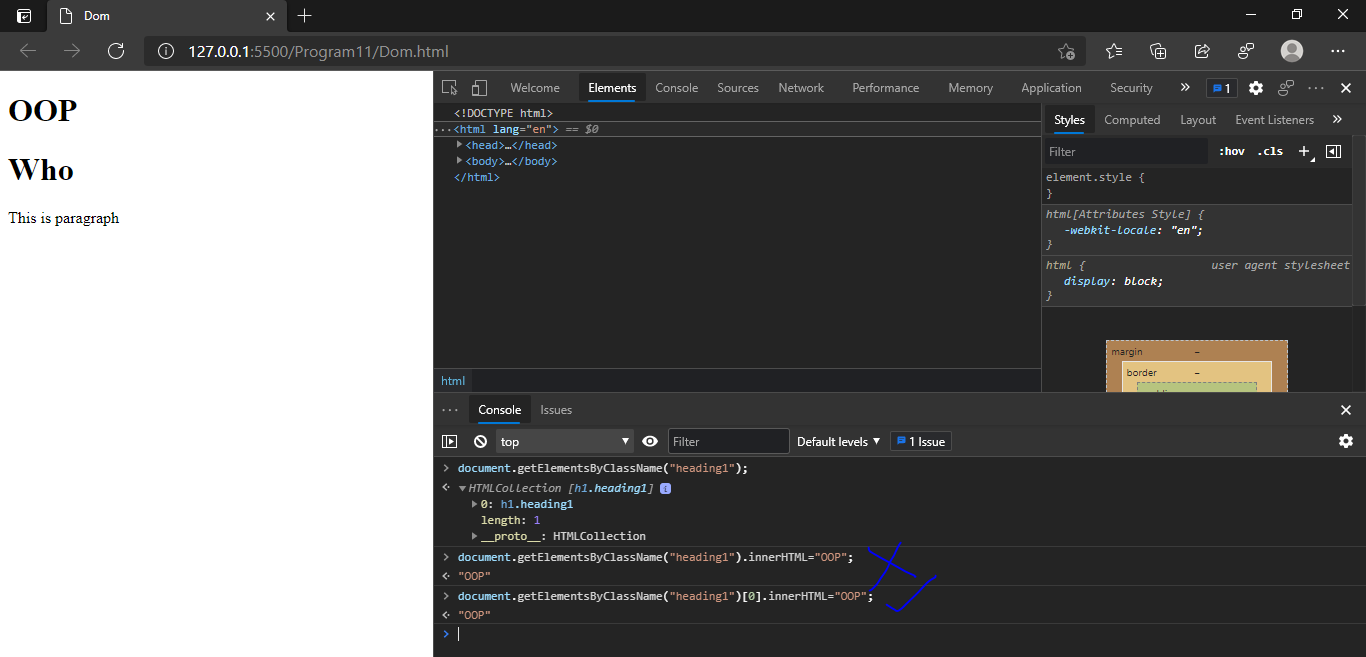 Dom
127.0.0.1:5500/Program11/Dom.html
OOP
Who
This is paragraph
Welcome Elements Console Sources Network Performance Memory Application Security » 1
<!DOCTYPE html>
···<html lang="en"> == $0
<head>…</head>
<body>…</body>
</html>
html
Styles Computed Layout Event Listeners »
Filter :hov .cls +
element.style {
}
html[Attributes Style] {
-webkit-locale: "en";
}
html { user agent stylesheet
display: block;
}
margin –
border –
Console Issues
top Filter Default levels 1 Issue
> document.getElementsByClassName("heading1");
HTMLCollection [h1.heading1] i
0: h1.heading1
length: 1
__proto__: HTMLCollection
> document.getElementsByClassName("heading1").innerHTML="OOP";
"OOP"
> document.getElementsByClassName("heading1")[0].innerHTML="OOP";
"OOP"
>